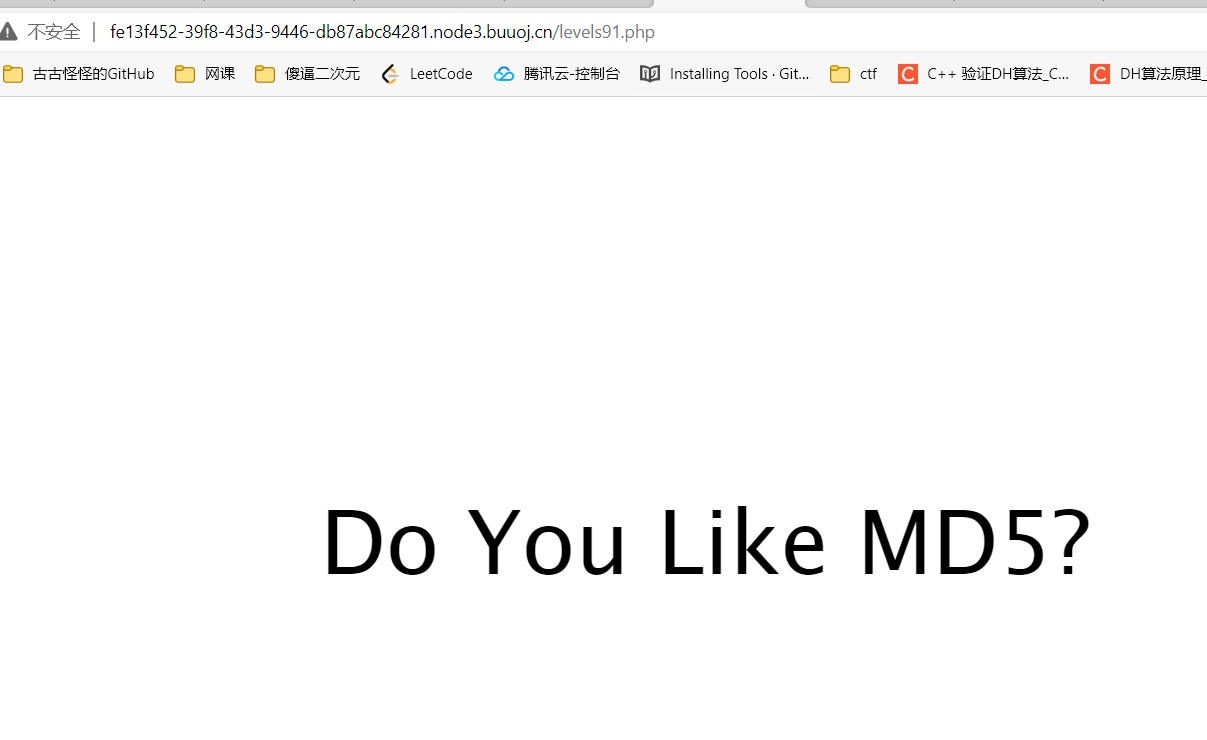 不安全 | fe13f452-39f8-43d3-9446-db87abc84281.node3.buuoj.cn/levels91.php
古古怪怪的GitHub 网课 傻逼二次元 LeetCode 腾讯云-控制台 Installing Tools · Git... ctf C++ 验证DH算法_C... DH算法原理_
Do You Like MD5?